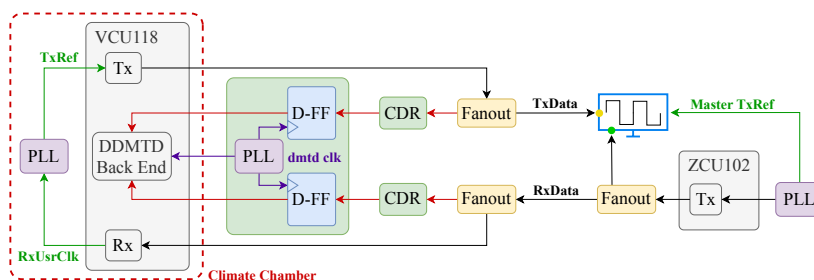 VCU118
TxRef
Tx
PLL
DDMTD
Back End
Rx
RxUsrClk
Climate Chamber
D-FF
PLL
dmtd clk
D-FF
CDR
CDR
Fanout
Fanout
TxData
RxData
Fanout
Master TxRef
ZCU102
Tx
PLL